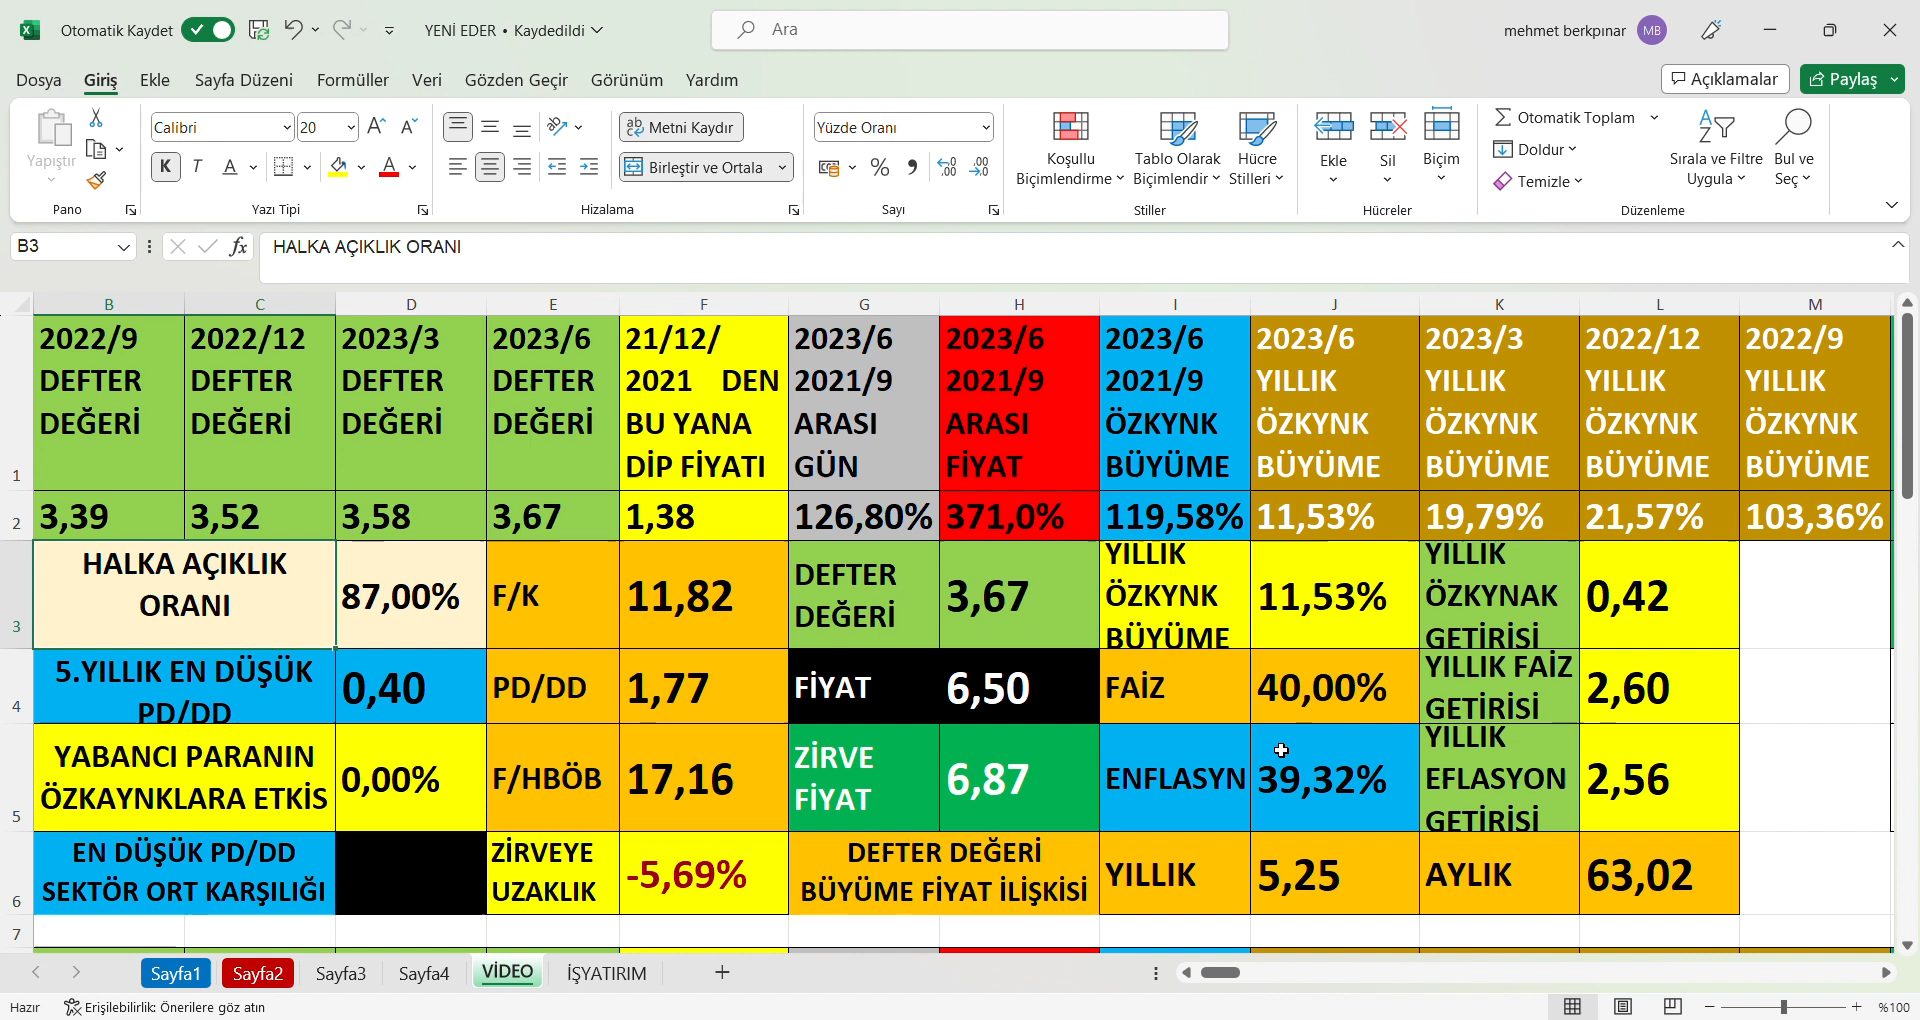 Otomatik Kaydet
YENİ EDER • Kaydedildi
Ara
mehmet berkpınar
MB
Dosya Giriş Ekle Sayfa Düzeni Formüller Veri Gözden Geçir Görünüm Yardım
Açıklamalar
Paylaş
Yapıştır
Pano
Calibri
20
K T A
Yazı Tipi
Metni Kaydır
Birleştir ve Ortala
Hizalama
Yüzde Oranı
Sayı
Koşullu
Biçimlendirme
Tablo Olarak
Biçimlendir
Hücre
Stilleri
Stiller
Ekle
Sil
Biçim
Hücreler
Otomatik Toplam
Doldur
Temizle
Sırala ve Filtre
Uygula
Bul ve
Seç
Düzenleme
B3
fx
HALKA AÇIKLIK ORANI
B C D E F G H I J K L M
1
2022/9
DEFTER
DEĞERİ
2022/12
DEFTER
DEĞERİ
2023/3
DEFTER
DEĞERİ
2023/6
DEFTER
DEĞERİ
21/12/
2021 DEN
BU YANA
DİP FİYATI
2023/6
2021/9
ARASI
GÜN
2023/6
2021/9
ARASI
FİYAT
2023/6
2021/9
ÖZKYNK
BÜYÜME
2023/6
YILLIK
ÖZKYNK
BÜYÜME
2023/3
YILLIK
ÖZKYNK
BÜYÜME
2022/12
YILLIK
ÖZKYNK
BÜYÜME
2022/9
YILLIK
ÖZKYNK
BÜYÜME
2 3,39 3,52 3,58 3,67 1,38 126,80% 371,0% 119,58% 11,53% 19,79% 21,57% 103,36%
3
HALKA AÇIKLIK
ORANI
87,00%
F/K
11,82
DEFTER
DEĞERİ
3,67
YILLIK
ÖZKYNK
BÜYÜME
11,53%
YILLIK
ÖZKYNAK
GETİRİSİ
0,42
4
5.YILLIK EN DÜŞÜK
PD/DD
0,40
PD/DD
1,77
FİYAT
6,50
FAİZ
40,00%
YILLIK FAİZ
GETİRİSİ
2,60
5
YABANCI PARANIN
ÖZKAYNKLARA ETKİS
0,00%
F/HBÖB
17,16
ZİRVE
FİYAT
6,87
ENFLASYN
39,32%
YILLIK
EFLASYON
GETİRİSİ
2,56
6
EN DÜŞÜK PD/DD
SEKTÖR ORT KARŞILIĞI
ZİRVEYE
UZAKLIK
-5,69%
DEFTER DEĞERİ
BÜYÜME FİYAT İLİŞKİSİ
YILLIK
5,25
AYLIK
63,02
7
Sayfa1 Sayfa2 Sayfa3 Sayfa4 VİDEO İŞYATIRIM
Hazır
Erişilebilirlik: Önerilere göz atın
%100